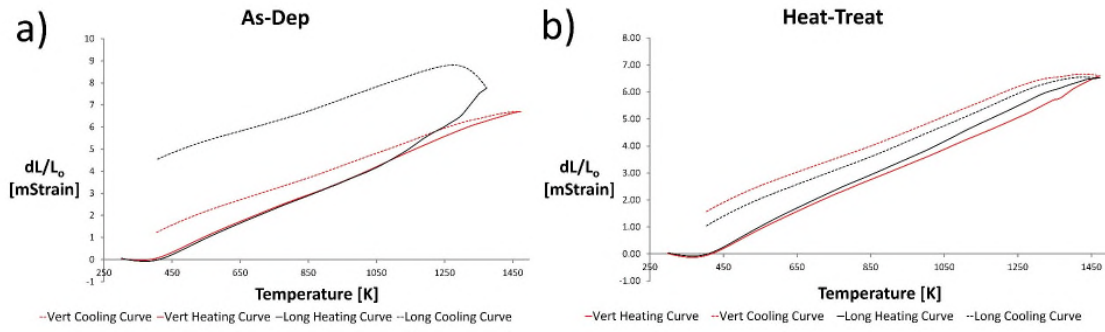 As-Dep
a)
10
9
8
7
6
5
4
3
2
1
0
-1
dL/Lo
[mStrain]
250 450 650 850 1050 1250 1450
Temperature [K]
Vert Cooling Curve Vert Heating Curve Long Heating Curve Long Cooling Curve
Heat-Treat
b)
8.00
7.00
6.00
5.00
4.00
3.00
2.00
1.00
0.00
-1.00
dL/Lo
[mStrain]
250 450 650 850 1050 1250 1450
Temperature [K]
Vert Heating Curve Vert Cooling Curve Long Heating Curve Long Cooling Curve